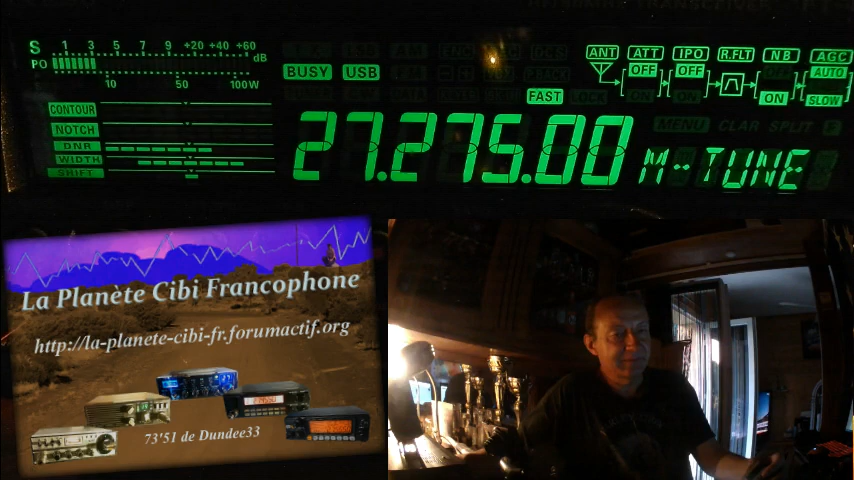 S 1 3 5 7 9 +20 +40 +60 dB
PO 10 50 100W
BUSY USB
FAST LOCK
ANT ATT IPO R.FLT NB AGC
OFF OFF AUTO
ON SLOW
CONTOUR
NOTCH
DNR
WIDTH
SHIFT
MENU CLAR SPLIT
27.275.00 M--TUNE
La Planète Cibi Francophone
http://la-planete-cibi-fr.forumactif.org
73'51 de Dundee33